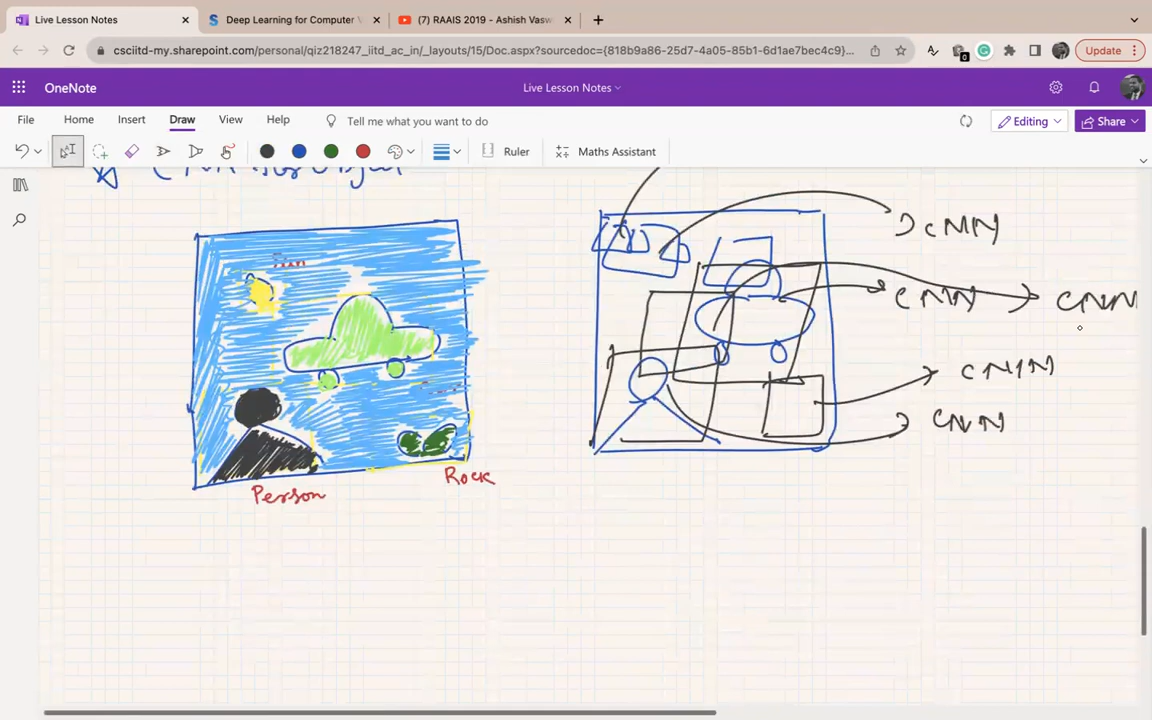 Live Lesson Notes
Deep Learning for Computer V
(7) RAAIS 2019 - Ashish Vasw
csciitd-my.sharepoint.com/personal/qiz218247_iitd_ac_in/_layouts/15/Doc.aspx?sourcedoc={818b9a86-25d7-4a05-85b1-6d1ae7bec4c9}...
Update
OneNote
Live Lesson Notes
File Home Insert Draw View Help Tell me what you want to do
Editing
Share
Ruler
Maths Assistant
CNN
CNN
CNN
CNN
CNN
Rock
Person